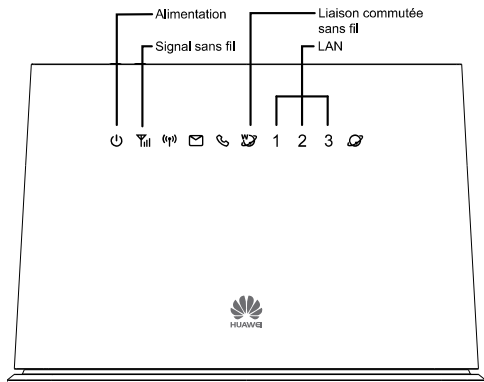 Alimentation
Signal sans fil
Liaison commutée
sans fil
LAN
W
1 2 3
HUAWEI